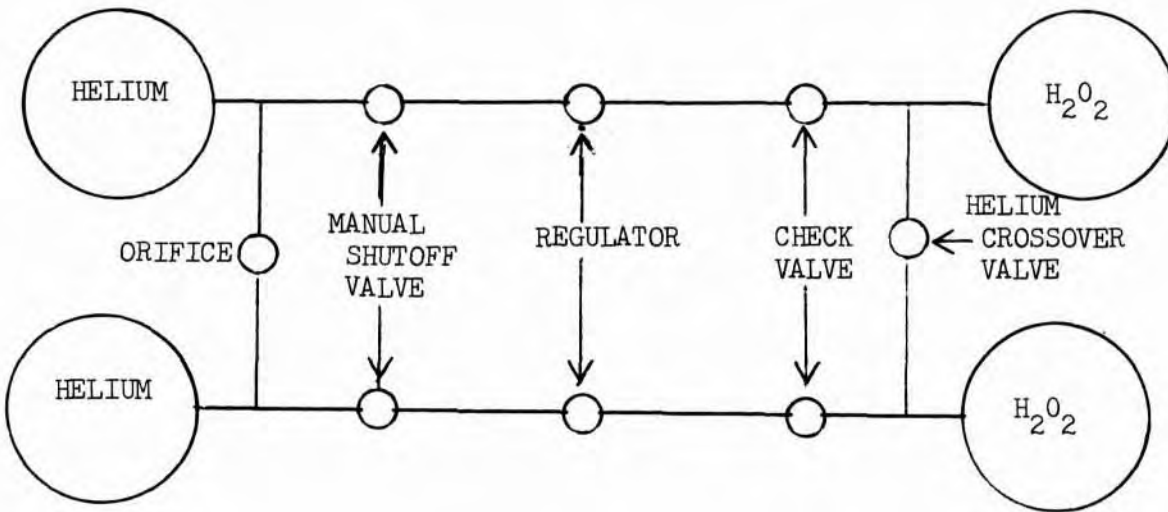 HELIUM
H2O2
ORIFICE
MANUAL
SHUTOFF
VALVE
REGULATOR
CHECK
VALVE
HELIUM
CROSSOVER
VALVE
HELIUM
H2O2